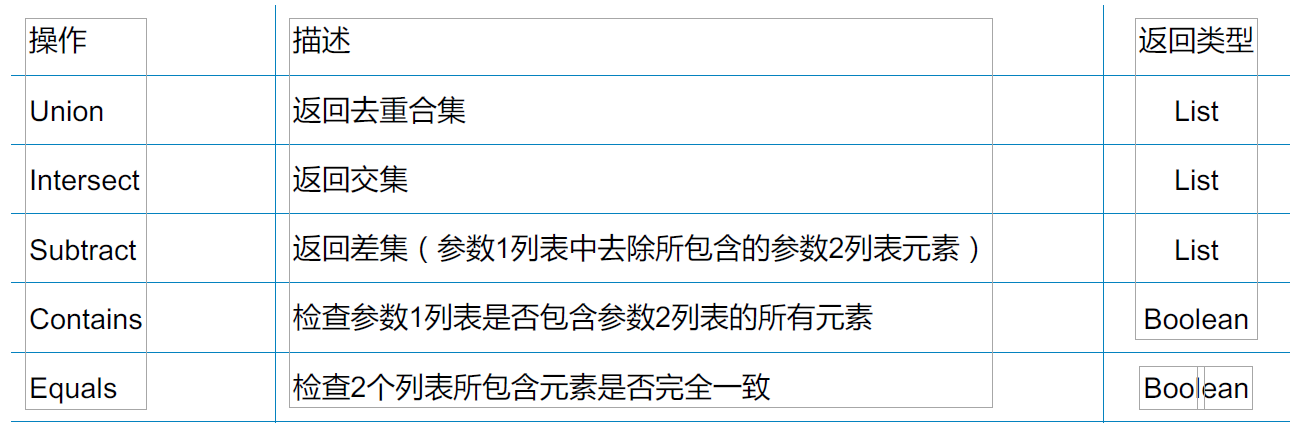 操作 描述 返回类型
Union 返回去重合集 List
Intersect 返回交集 List
Subtract 返回差集（参数1列表中去除所包含的参数2列表元素） List
Contains 检查参数1列表是否包含参数2列表的所有元素 Boolean
Equals 检查2个列表所包含元素是否完全一致 Boolean